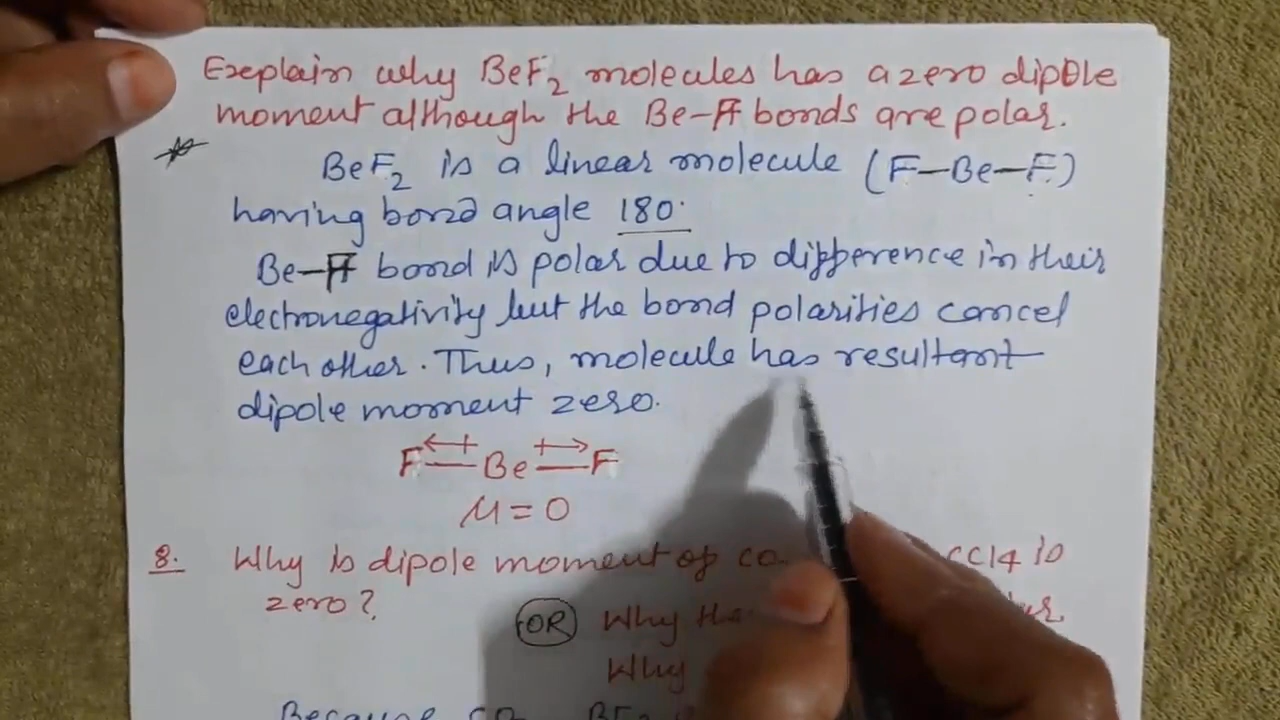 Explain why BeF2 molecules has a zero dipole
moment although the Be-F bonds are polar.
BeF2 is a linear molecule (F-Be-F)
having bond angle 180.
Be-F bond is polar due to difference in their
electronegativity but the bond polarities cancel
each other. Thus, molecule has resultant
dipole moment zero.
F Be F
μ = 0
8. Why is dipole moment of CCl4 is
zero?
OR Why
Why
Because